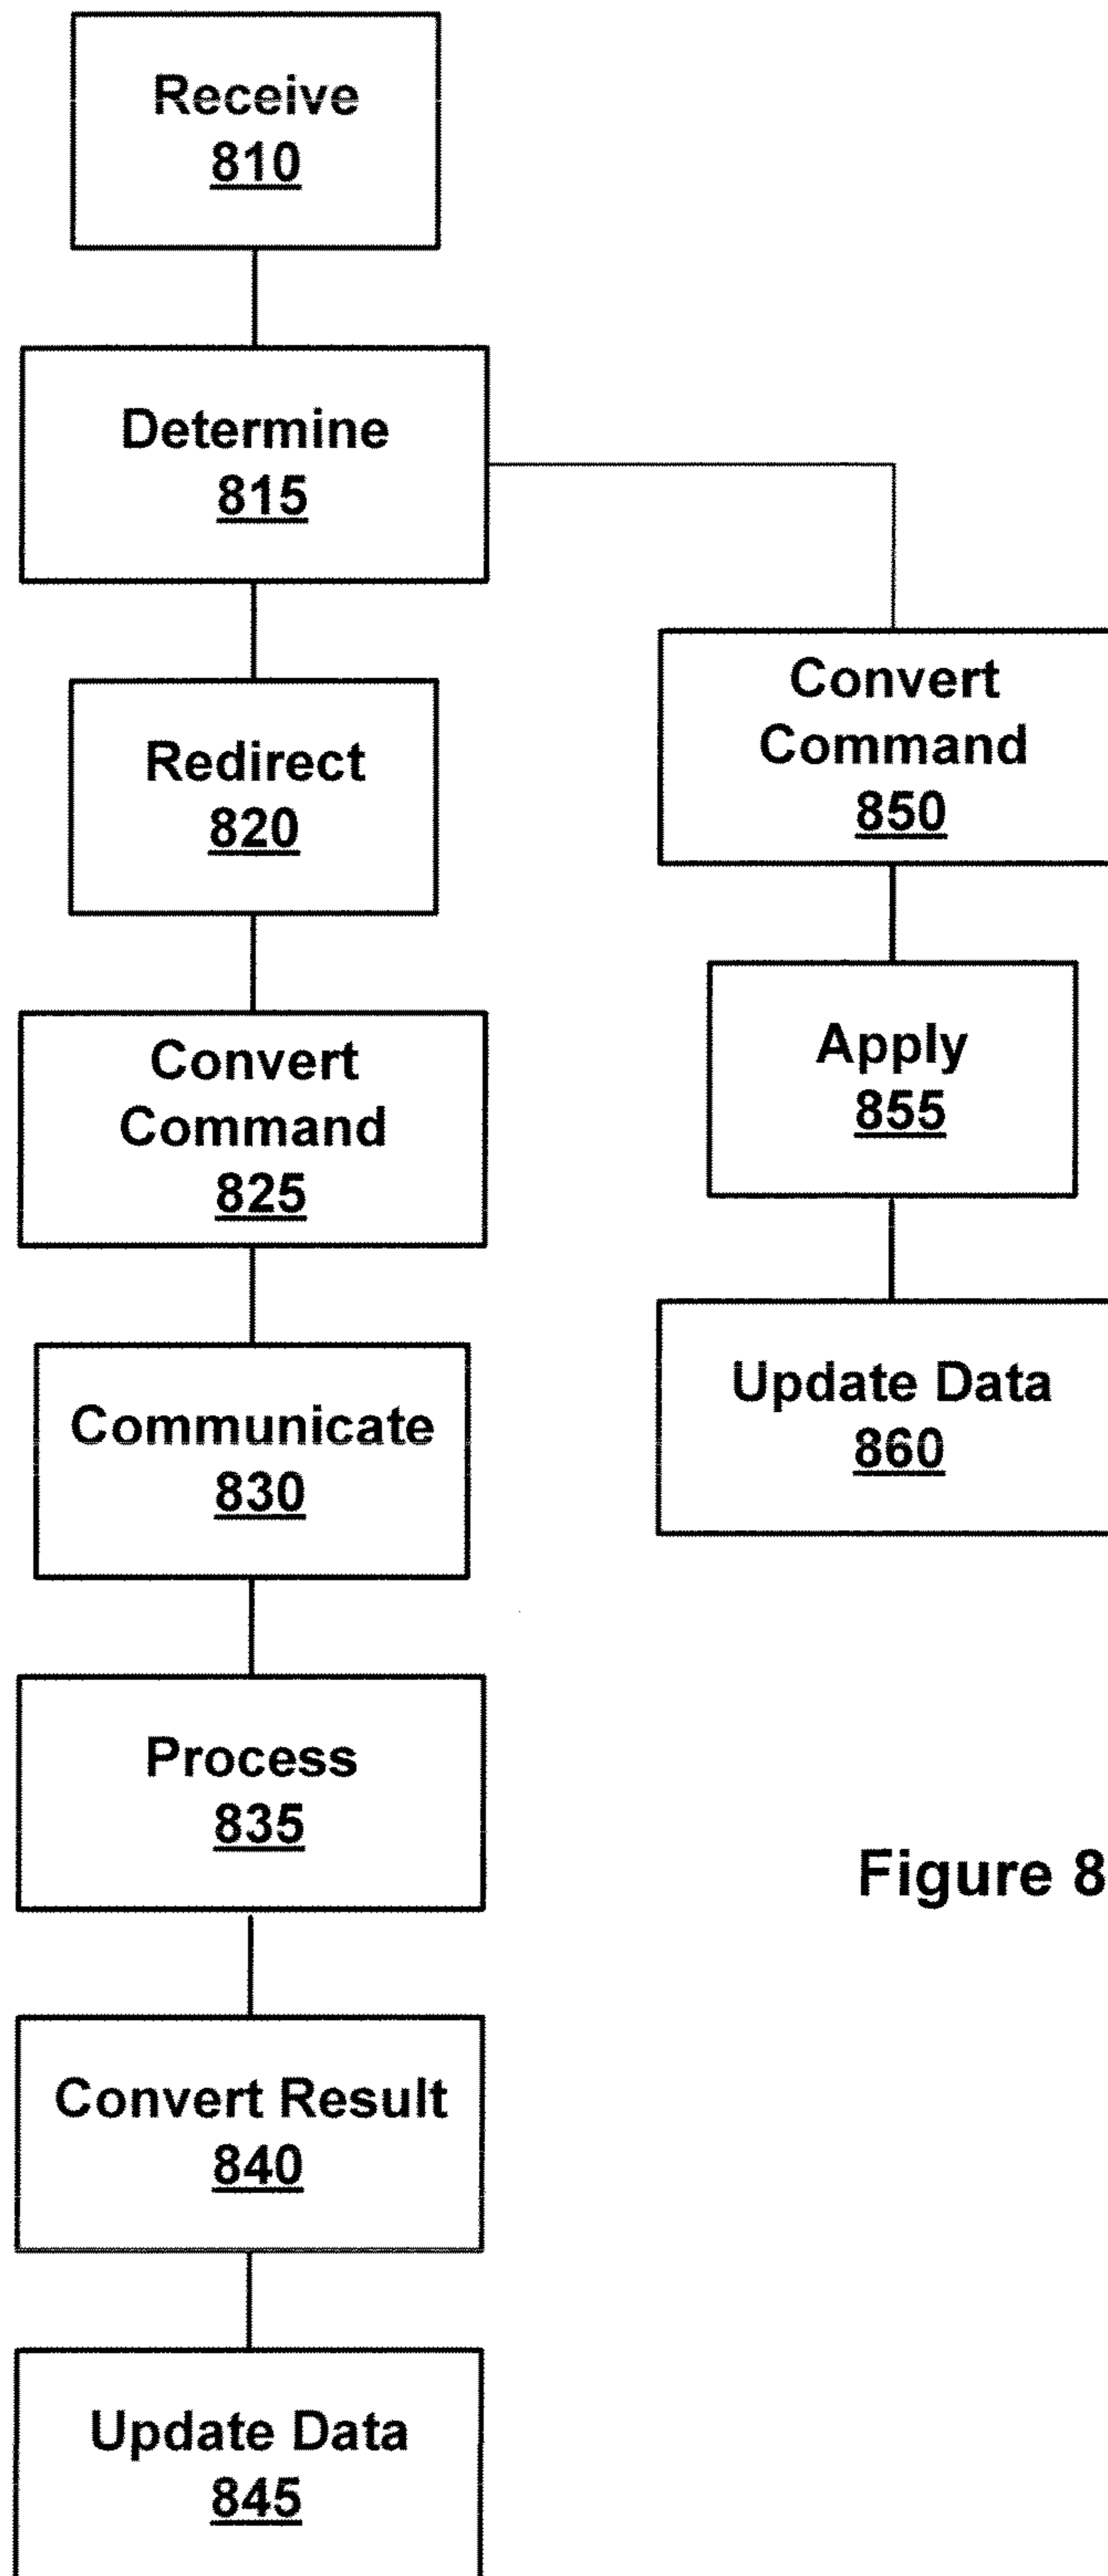 Receive
810
Determine
815
Redirect
820
Convert
Command
825
Communicate
830
Process
835
Convert Result
840
Update Data
845
Convert
Command
850
Apply
855
Update Data
860
Figure 8